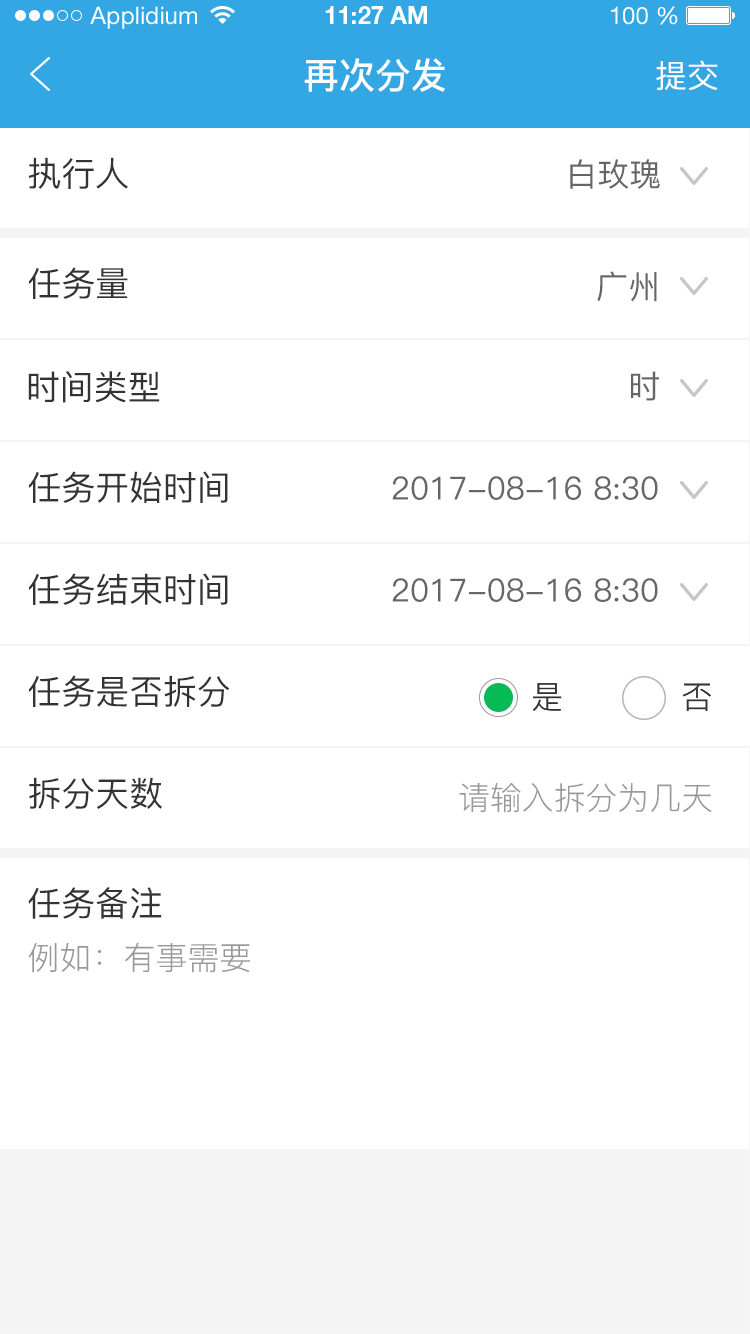 Applidium 11:27 AM 100 %
再次分发 提交
执行人 白玫瑰
任务量 广州
时间类型 时
任务开始时间 2017–08–16 8:30
任务结束时间 2017–08–16 8:30
任务是否拆分 是 否
拆分天数 请输入拆分为几天
任务备注
例如：有事需要